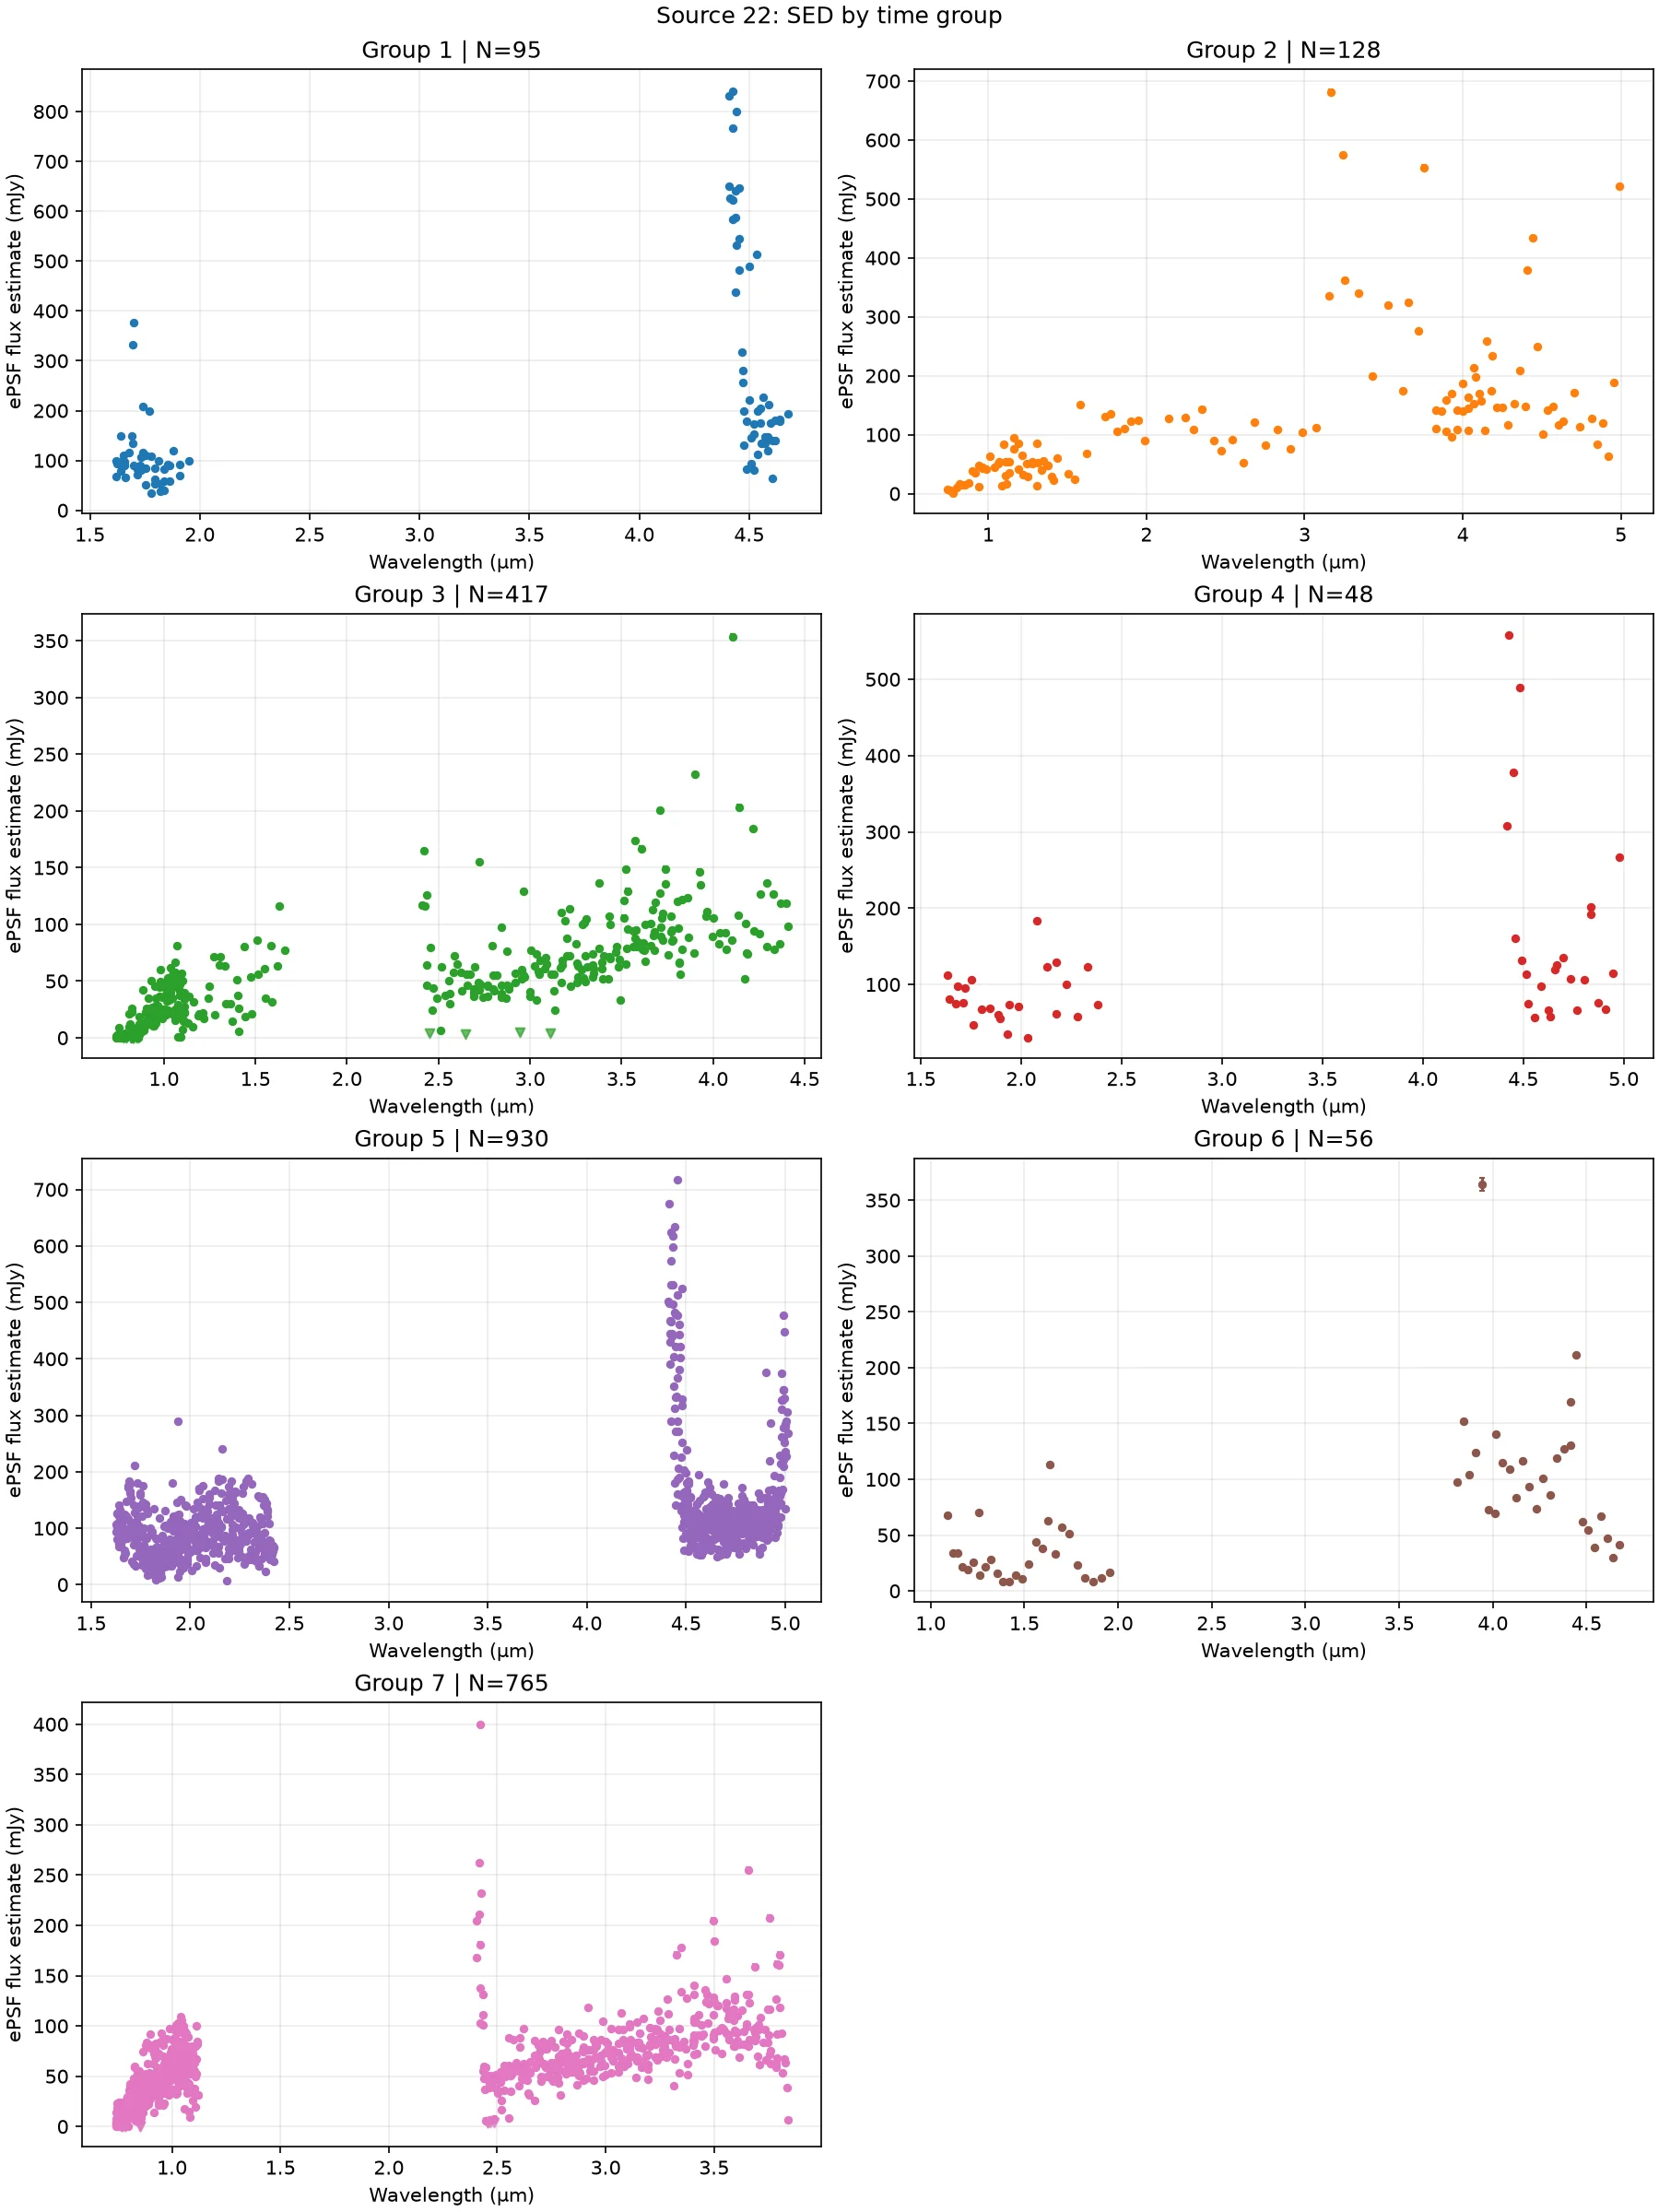 Source 22: SED by time group
Group 1 | N=95
ePSF flux estimate (mJy)
800
700
600
500
400
300
200
100
0
1.5 2.0 2.5 3.0 3.5 4.0 4.5
Wavelength (μm)
Group 2 | N=128
ePSF flux estimate (mJy)
700
600
500
400
300
200
100
0
1 2 3 4 5
Wavelength (μm)
Group 3 | N=417
ePSF flux estimate (mJy)
350
300
250
200
150
100
50
0
1.0 1.5 2.0 2.5 3.0 3.5 4.0 4.5
Wavelength (μm)
Group 4 | N=48
ePSF flux estimate (mJy)
500
400
300
200
100
1.5 2.0 2.5 3.0 3.5 4.0 4.5 5.0
Wavelength (μm)
Group 5 | N=930
ePSF flux estimate (mJy)
700
600
500
400
300
200
100
0
1.5 2.0 2.5 3.0 3.5 4.0 4.5 5.0
Wavelength (μm)
Group 6 | N=56
ePSF flux estimate (mJy)
350
300
250
200
150
100
50
0
1.0 1.5 2.0 2.5 3.0 3.5 4.0 4.5
Wavelength (μm)
Group 7 | N=765
ePSF flux estimate (mJy)
400
350
300
250
200
150
100
50
0
1.0 1.5 2.0 2.5 3.0 3.5
Wavelength (μm)